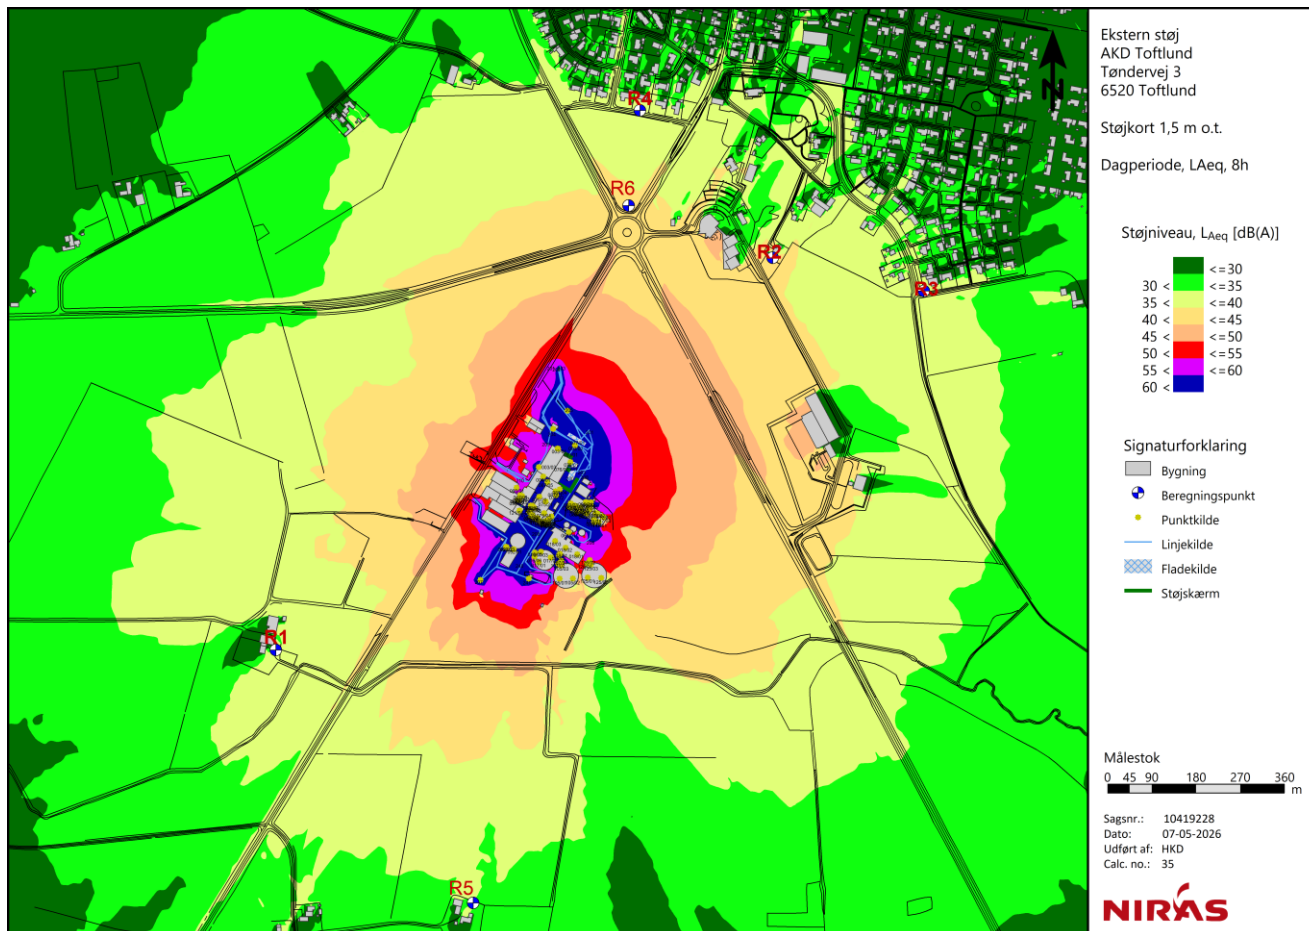 Ekstern støj
AKD Toftlund
Tøndervej 3
6520 Toftlund
Støjkort 1,5 m o.t.
Dagperiode, LAeq, 8h
N
Støjniveau, LAeq [dB(A)]
<=30
30 < <=35
35 < <=40
40 < <=45
45 < <=50
50 < <=55
55 < <=60
60 <
Signaturforklaring
Bygning
Beregningspunkt
Punktkilde
Linjekilde
Fladekilde
Støjskærm
R4
R6
R2
R3
R1
R5
Målestok
0 45 90 180 270 360
m
Sagsnr.: 10419228
Dato: 07-05-2026
Udført af: HKD
Calc. no.: 35
NIRAS